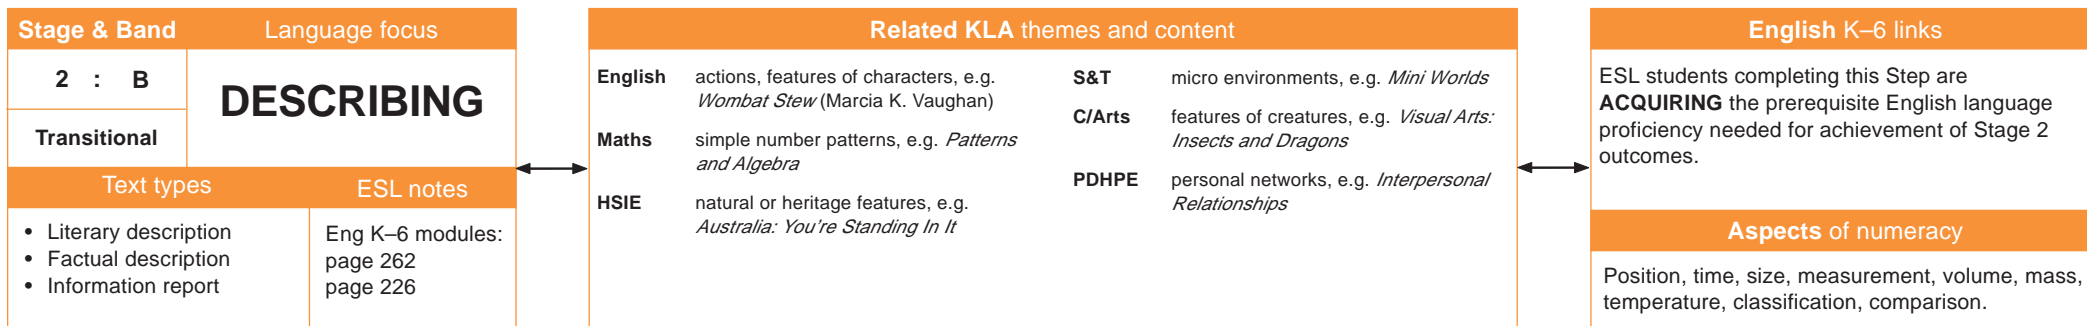 Stage & Band
Language focus
2 : B
Transitional
DESCRIBING
Text types
ESL notes
• Literary description
• Factual description
• Information report
Eng K–6 modules:
page 262
page 226
Related KLA themes and content
English actions, features of characters, e.g.
Wombat Stew (Marcia K. Vaughan)
Maths simple number patterns, e.g. Patterns
and Algebra
HSIE natural or heritage features, e.g.
Australia: You're Standing In It
S&T micro environments, e.g. Mini Worlds
C/Arts features of creatures, e.g. Visual Arts:
Insects and Dragons
PDHPE personal networks, e.g. Interpersonal
Relationships
English K–6 links
ESL students completing this Step are
ACQUIRING the prerequisite English language
proficiency needed for achievement of Stage 2
outcomes.
Aspects of numeracy
Position, time, size, measurement, volume, mass,
temperature, classification, comparison.